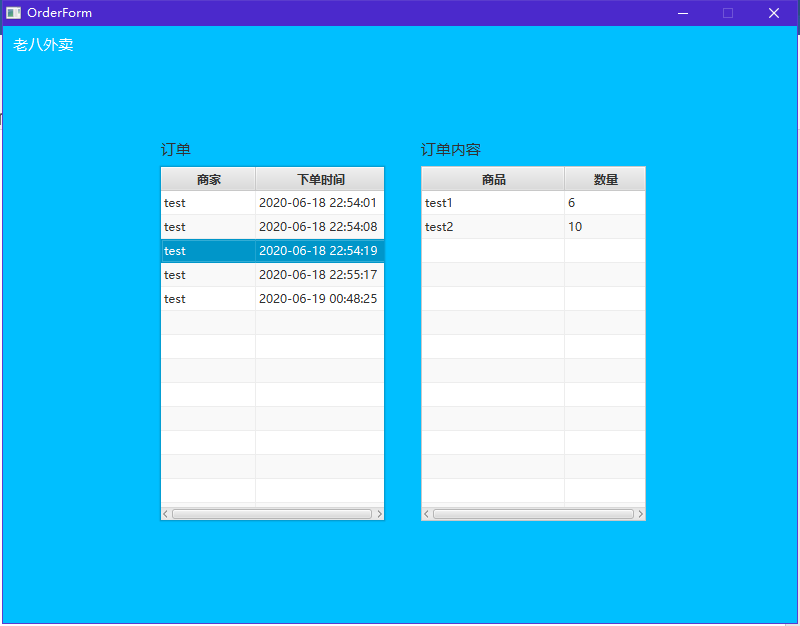 OrderForm
老八外卖
订单
商家 下单时间
test 2020-06-18 22:54:01
test 2020-06-18 22:54:08
test 2020-06-18 22:54:19
test 2020-06-18 22:55:17
test 2020-06-19 00:48:25
订单内容
商品 数量
test1 6
test2 10